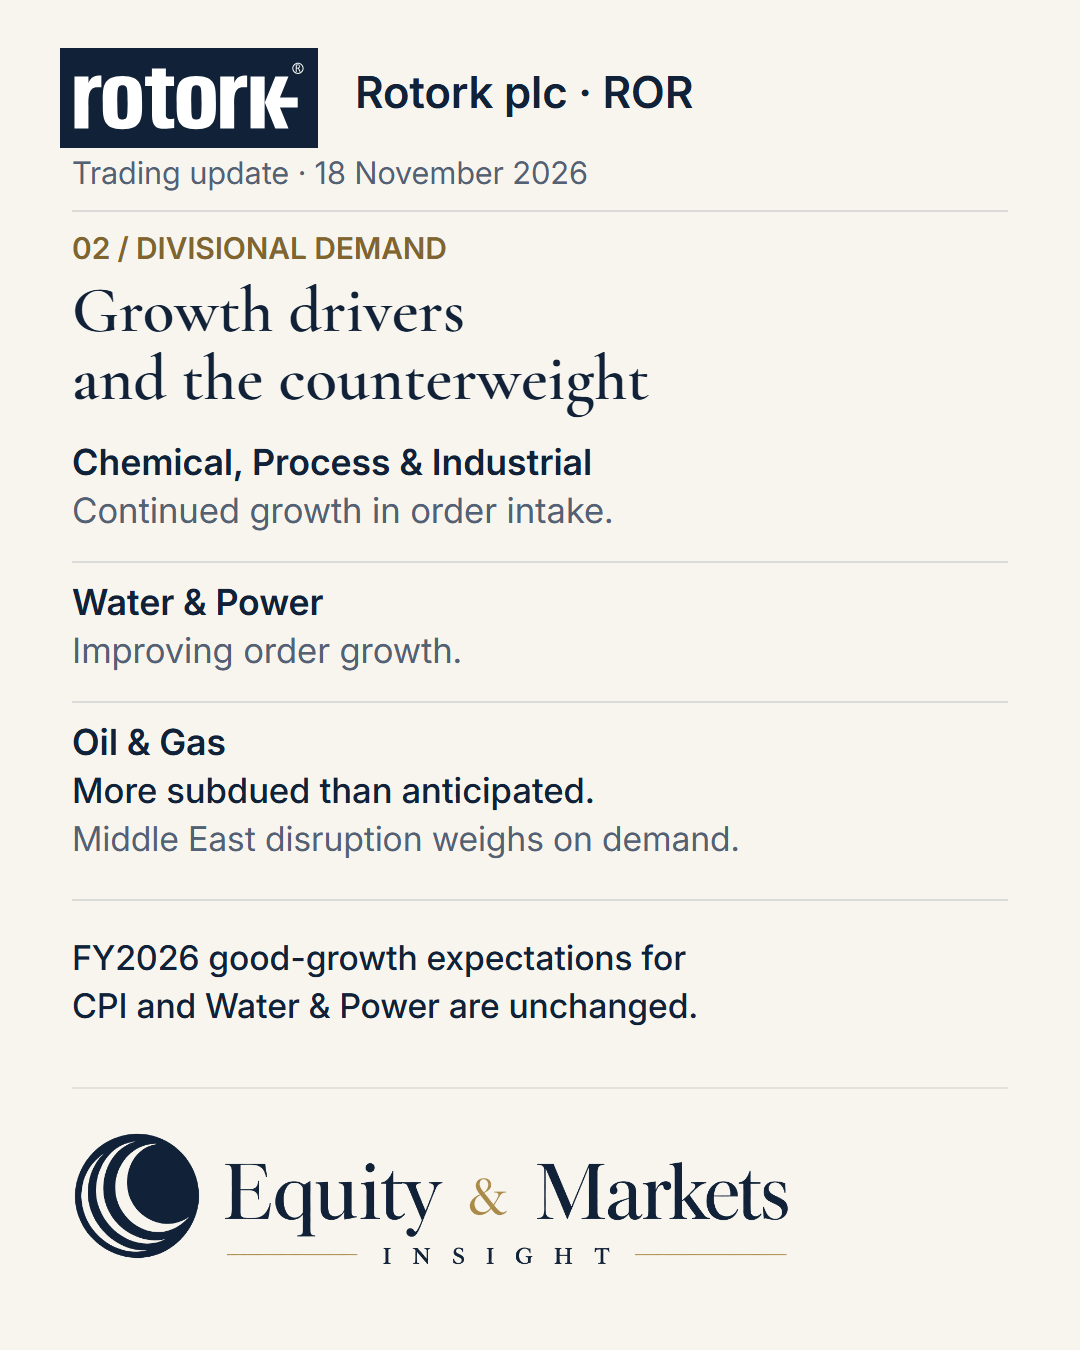 rotork®
Rotork plc · ROR
Trading update · 18 November 2026
02 / DIVISIONAL DEMAND
Growth drivers
and the counterweight
Chemical, Process & Industrial
Continued growth in order intake.
Water & Power
Improving order growth.
Oil & Gas
More subdued than anticipated.
Middle East disruption weighs on demand.
FY2026 good-growth expectations for
CPI and Water & Power are unchanged.
Equity & Markets
INSIGHT